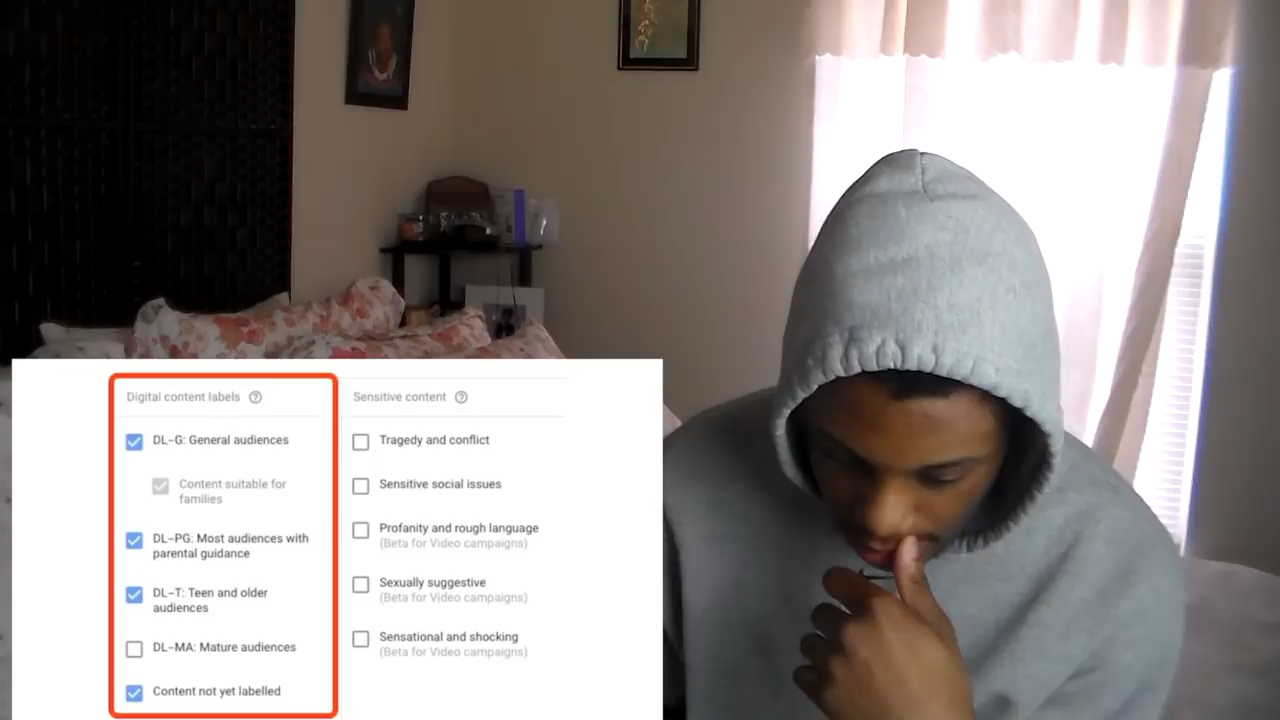 Digital content labels
DL-G: General audiences
Content suitable for
families
DL-PG: Most audiences with
parental guidance
DL-T: Teen and older
audiences
DL-MA: Mature audiences
Content not yet labelled
Sensitive content
Tragedy and conflict
Sensitive social issues
Profanity and rough language
(Beta for Video campaigns)
Sexually suggestive
(Beta for Video campaigns)
Sensational and shocking
(Beta for Video campaigns)